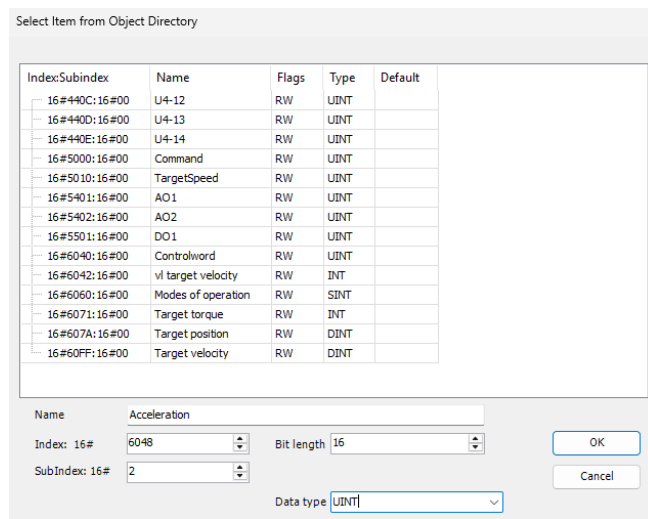 Select Item from Object Directory
Index:Subindex Name Flags Type Default
16#440C:16#00 U4-12 RW UINT
16#440D:16#00 U4-13 RW UINT
16#440E:16#00 U4-14 RW UINT
16#5000:16#00 Command RW UINT
16#5010:16#00 TargetSpeed RW UINT
16#5401:16#00 AO1 RW UINT
16#5402:16#00 AO2 RW UINT
16#5501:16#00 DO1 RW UINT
16#6040:16#00 Controlword RW UINT
16#6042:16#00 vl target velocity RW INT
16#6060:16#00 Modes of operation RW SINT
16#6071:16#00 Target torque RW INT
16#607A:16#00 Target position RW DINT
16#60FF:16#00 Target velocity RW DINT
Name Acceleration
Index: 16# 6048 Bit length 16 OK
SubIndex: 16# 2 Cancel
Data type UINT